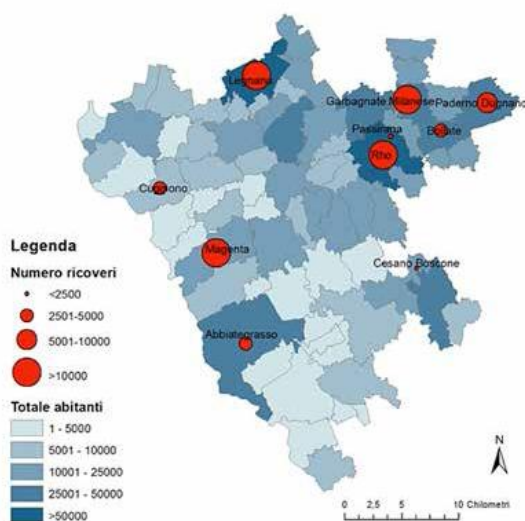 Legnano
Garbagnate Milanese
Paderno Dugnano
Passirana
Bollate
Rho
Cuggiono
Magenta
Cesano Boscone
Abbiategrasso
Legenda
Numero ricoveri
<2500
2501-5000
5001-10000
>10000
Totale abitanti
1 - 5000
5001 - 10000
10001 - 25000
25001 - 50000
>50000
N
0 2,5 5 10 Chilometri